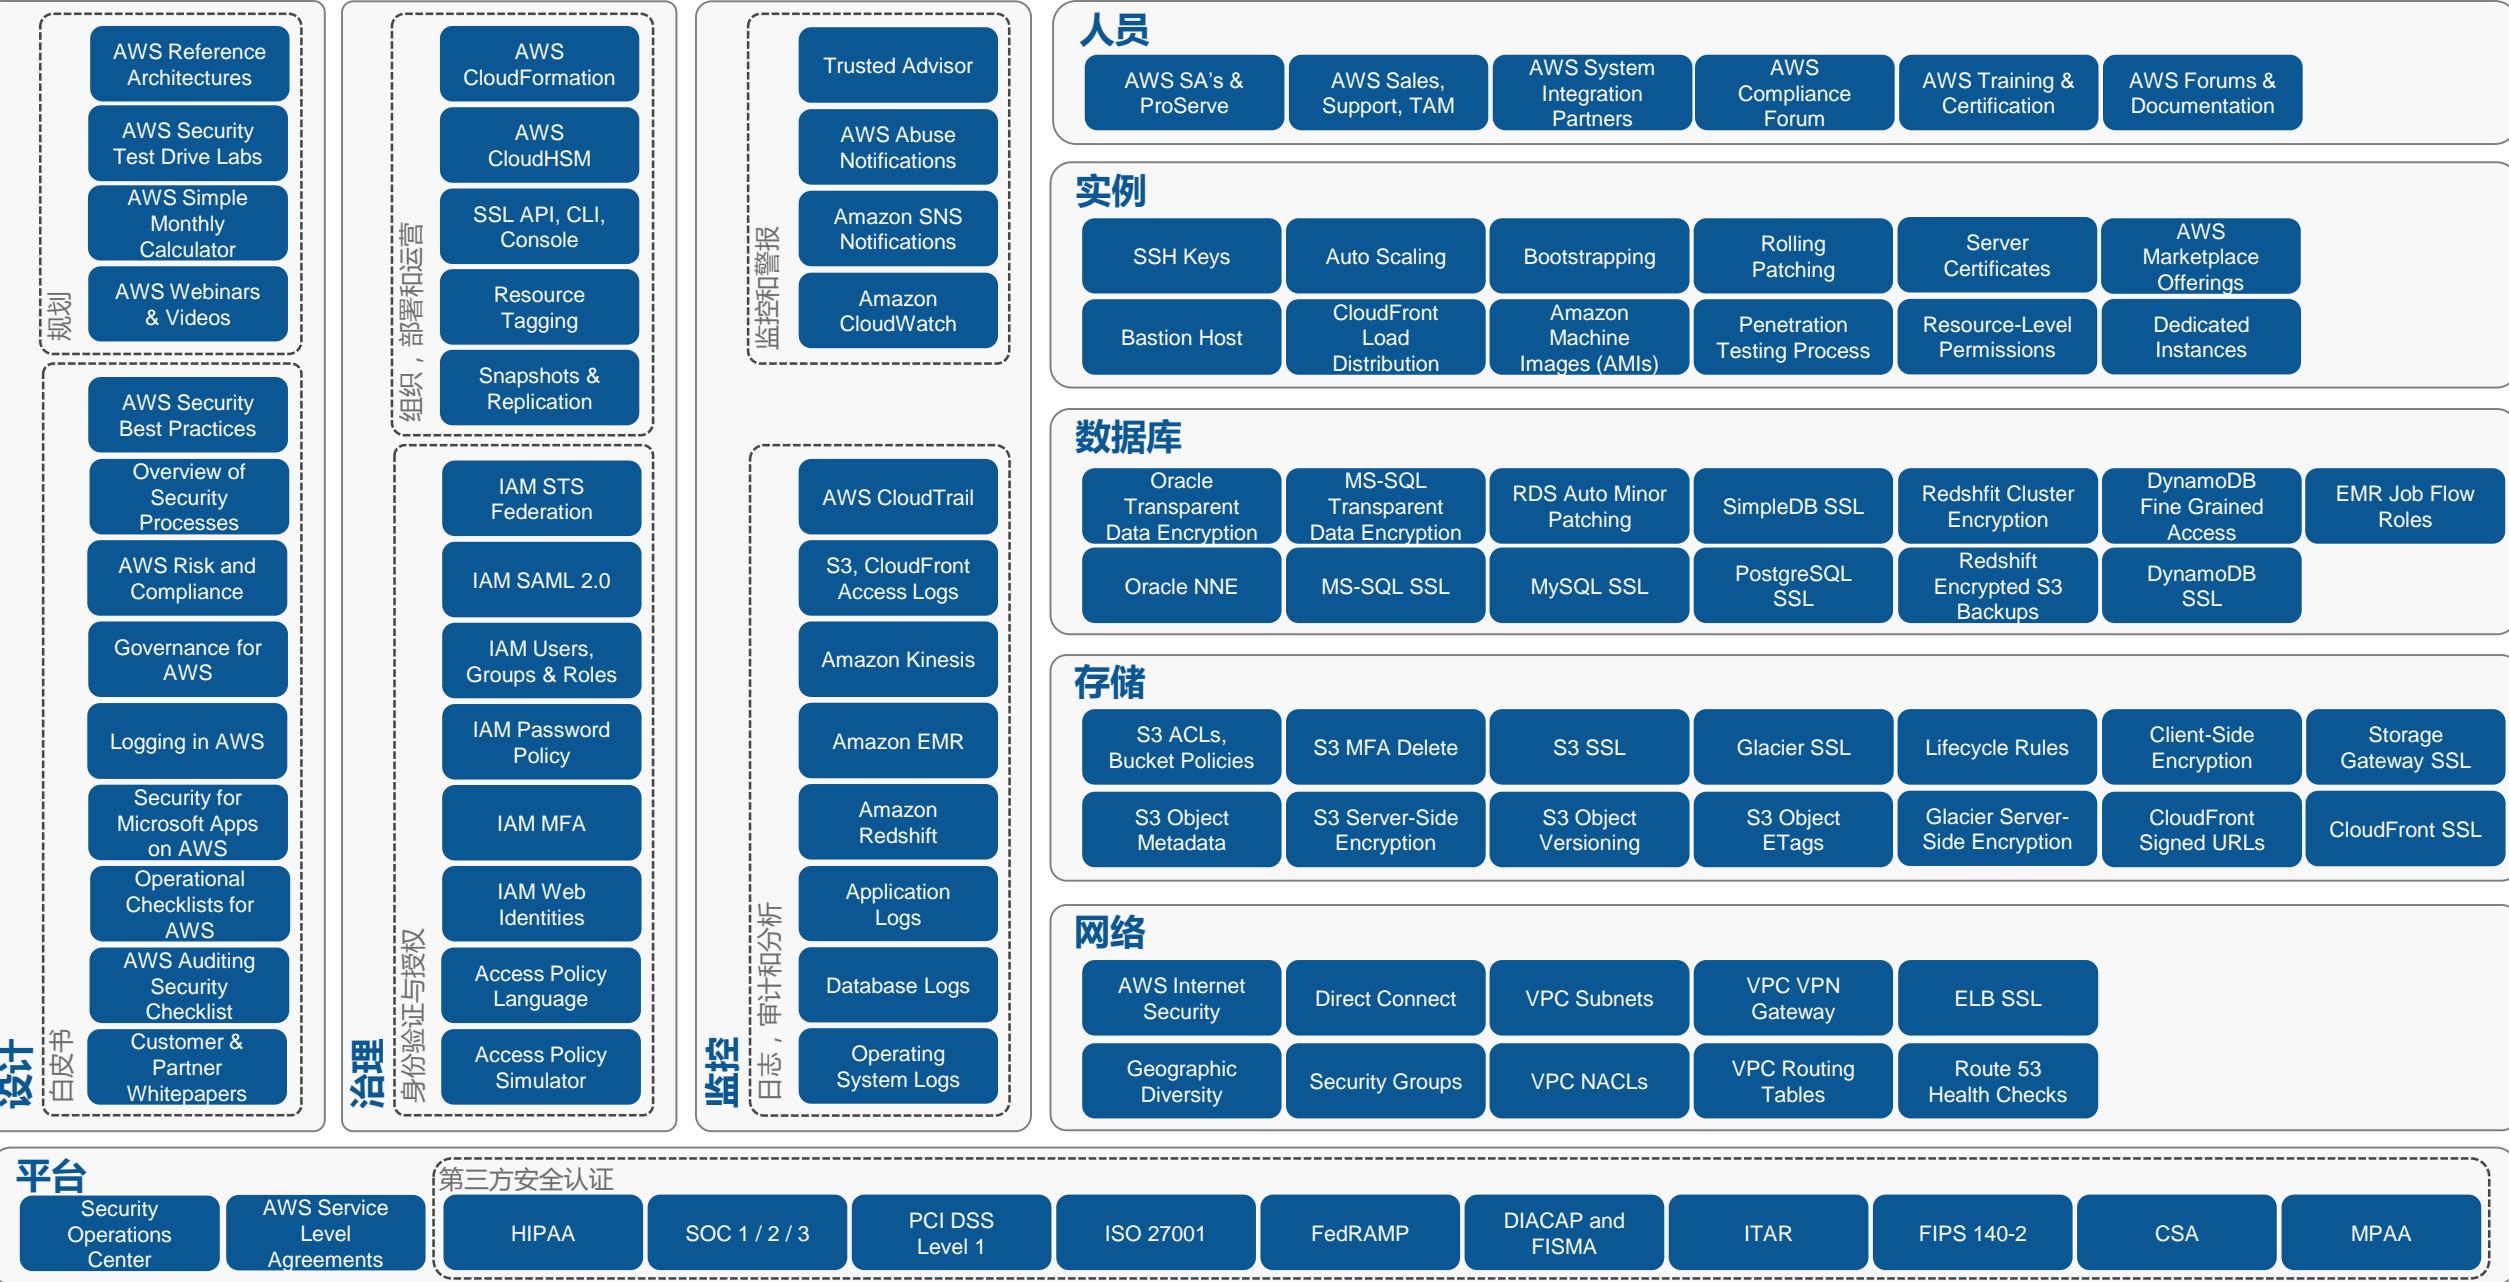 AWS Reference
Architectures
AWS Security
Test Drive Labs
AWS Simple
Monthly
Calculator
AWS Webinars
& Videos
规划
AWS Security
Best Practices
Overview of
Security
Processes
AWS Risk and
Compliance
Governance for
AWS
Logging in AWS
Security for
Microsoft Apps
on AWS
Operational
Checklists for
AWS
AWS Auditing
Security
Checklist
Customer &
Partner
Whitepapers
白皮书
设计
AWS
CloudFormation
AWS
CloudHSM
SSL API, CLI,
Console
Resource
Tagging
Snapshots &
Replication
组织，部署和运营
IAM STS
Federation
IAM SAML 2.0
IAM Users,
Groups & Roles
IAM Password
Policy
IAM MFA
IAM Web
Identities
Access Policy
Language
Access Policy
Simulator
身份验证与授权
治理
Trusted Advisor
AWS Abuse
Notifications
Amazon SNS
Notifications
Amazon
CloudWatch
监控和警报
AWS CloudTrail
S3, CloudFront
Access Logs
Amazon Kinesis
Amazon EMR
Amazon
Redshift
Application
Logs
Database Logs
Operating
System Logs
日志，审计和分析
监控
人员
AWS SA’s &
ProServe
AWS Sales,
Support, TAM
AWS System
Integration
Partners
AWS
Compliance
Forum
AWS Training &
Certification
AWS Forums &
Documentation
实例
SSH Keys
Auto Scaling
Bootstrapping
Rolling
Patching
Server
Certificates
AWS
Marketplace
Offerings
Bastion Host
CloudFront
Load
Distribution
Amazon
Machine
Images (AMIs)
Penetration
Testing Process
Resource-Level
Permissions
Dedicated
Instances
数据库
Oracle
Transparent
Data Encryption
MS-SQL
Transparent
Data Encryption
RDS Auto Minor
Patching
SimpleDB SSL
Redshfit Cluster
Encryption
DynamoDB
Fine Grained
Access
EMR Job Flow
Roles
Oracle NNE
MS-SQL SSL
MySQL SSL
PostgreSQL
SSL
Redshift
Encrypted S3
Backups
DynamoDB
SSL
存储
S3 ACLs,
Bucket Policies
S3 MFA Delete
S3 SSL
Glacier SSL
Lifecycle Rules
Client-Side
Encryption
Storage
Gateway SSL
S3 Object
Metadata
S3 Server-Side
Encryption
S3 Object
Versioning
S3 Object
ETags
Glacier Server-
Side Encryption
CloudFront
Signed URLs
CloudFront SSL
网络
AWS Internet
Security
Direct Connect
VPC Subnets
VPC VPN
Gateway
ELB SSL
Geographic
Diversity
Security Groups
VPC NACLs
VPC Routing
Tables
Route 53
Health Checks
平台
Security
Operations
Center
AWS Service
Level
Agreements
第三方安全认证
HIPAA
SOC 1 / 2 / 3
PCI DSS
Level 1
ISO 27001
FedRAMP
DIACAP and
FISMA
ITAR
FIPS 140-2
CSA
MPAA